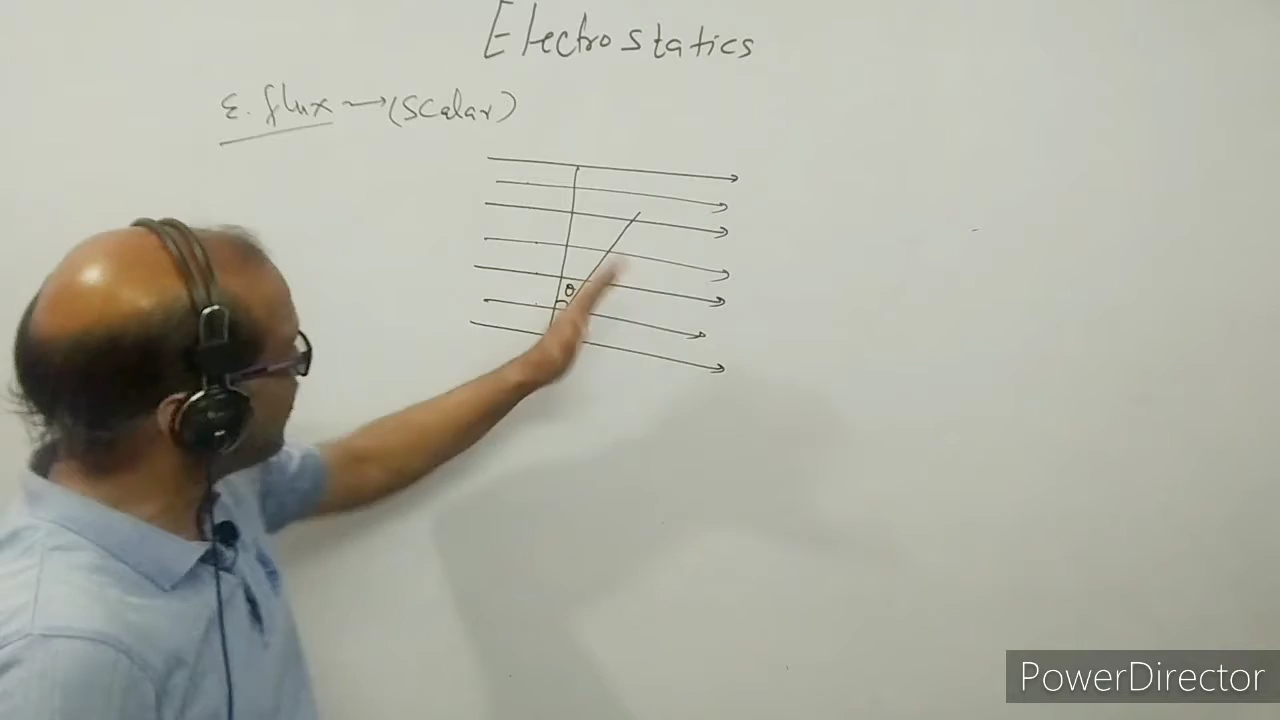 Electrostatics
ε. flux → (scalar)
θ
PowerDirector